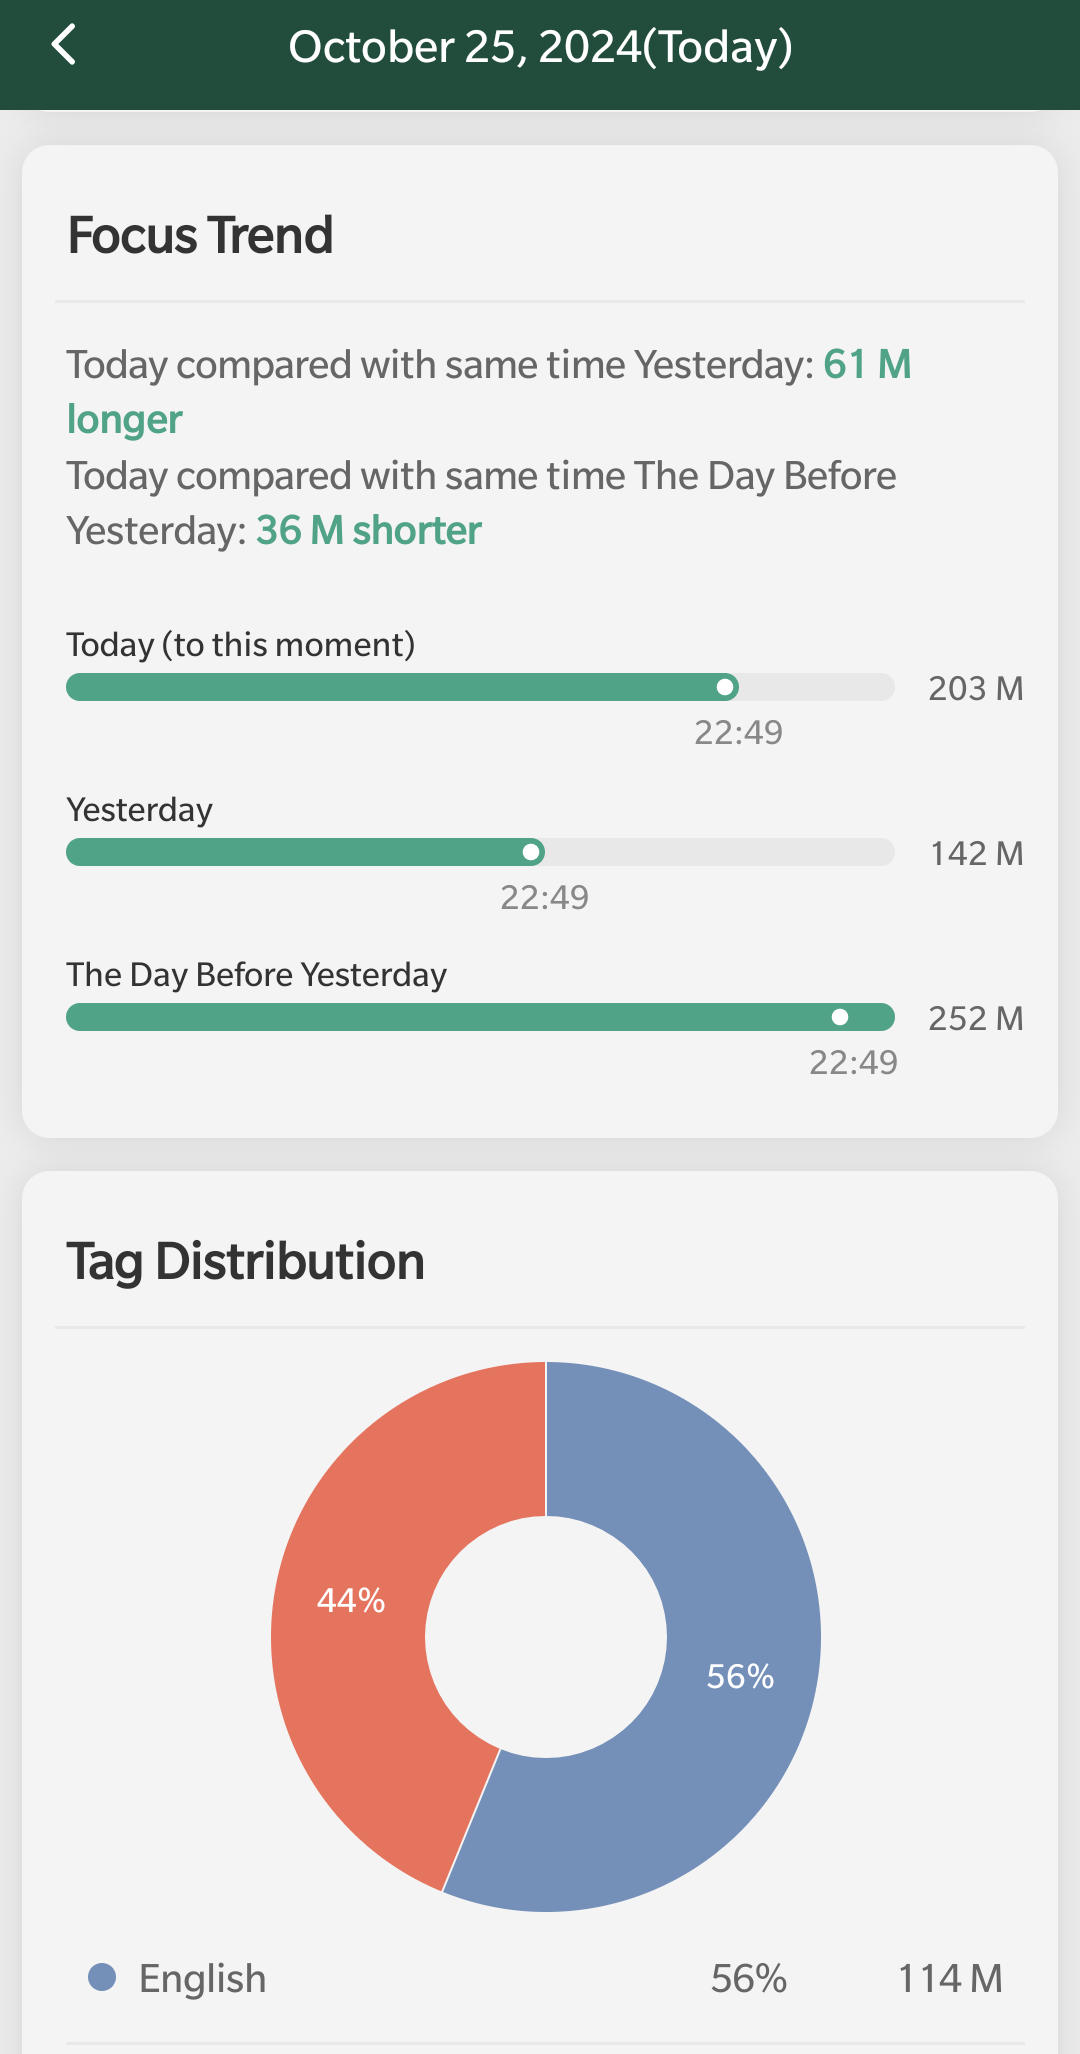 October 25, 2024(Today)
Focus Trend
Today compared with same time Yesterday: 61 M
longer
Today compared with same time The Day Before
Yesterday: 36 M shorter
Today (to this moment)
203 M
22:49
Yesterday
142 M
22:49
The Day Before Yesterday
252 M
22:49
Tag Distribution
44%
56%
English 56% 114 M